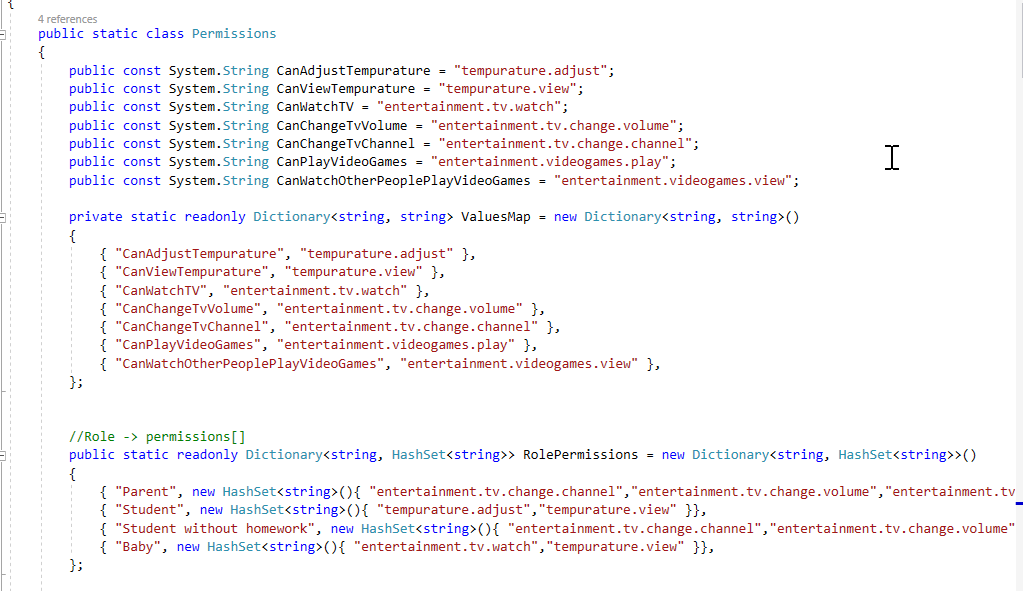 {
4 references
public static class Permissions
{
public const System.String CanAdjustTempurature = "tempurature.adjust";
public const System.String CanViewTempurature = "tempurature.view";
public const System.String CanWatchTV = "entertainment.tv.watch";
public const System.String CanChangeTvVolume = "entertainment.tv.change.volume";
public const System.String CanChangeTvChannel = "entertainment.tv.change.channel";
public const System.String CanPlayVideoGames = "entertainment.videogames.play";
public const System.String CanWatchOtherPeoplePlayVideoGames = "entertainment.videogames.view";
private static readonly Dictionary<string, string> ValuesMap = new Dictionary<string, string>()
{
{ "CanAdjustTempurature", "tempurature.adjust" },
{ "CanViewTempurature", "tempurature.view" },
{ "CanWatchTV", "entertainment.tv.watch" },
{ "CanChangeTvVolume", "entertainment.tv.change.volume" },
{ "CanChangeTvChannel", "entertainment.tv.change.channel" },
{ "CanPlayVideoGames", "entertainment.videogames.play" },
{ "CanWatchOtherPeoplePlayVideoGames", "entertainment.videogames.view" },
};
//Role -> permissions[]
public static readonly Dictionary<string, HashSet<string>> RolePermissions = new Dictionary<string, HashSet<string>>()
{
{ "Parent", new HashSet<string>(){ "entertainment.tv.change.channel","entertainment.tv.change.volume","entertainment.tv
{ "Student", new HashSet<string>(){ "tempurature.adjust","tempurature.view" }},
{ "Student without homework", new HashSet<string>(){ "entertainment.tv.change.channel","entertainment.tv.change.volume"
{ "Baby", new HashSet<string>(){ "entertainment.tv.watch","tempurature.view" }},
};